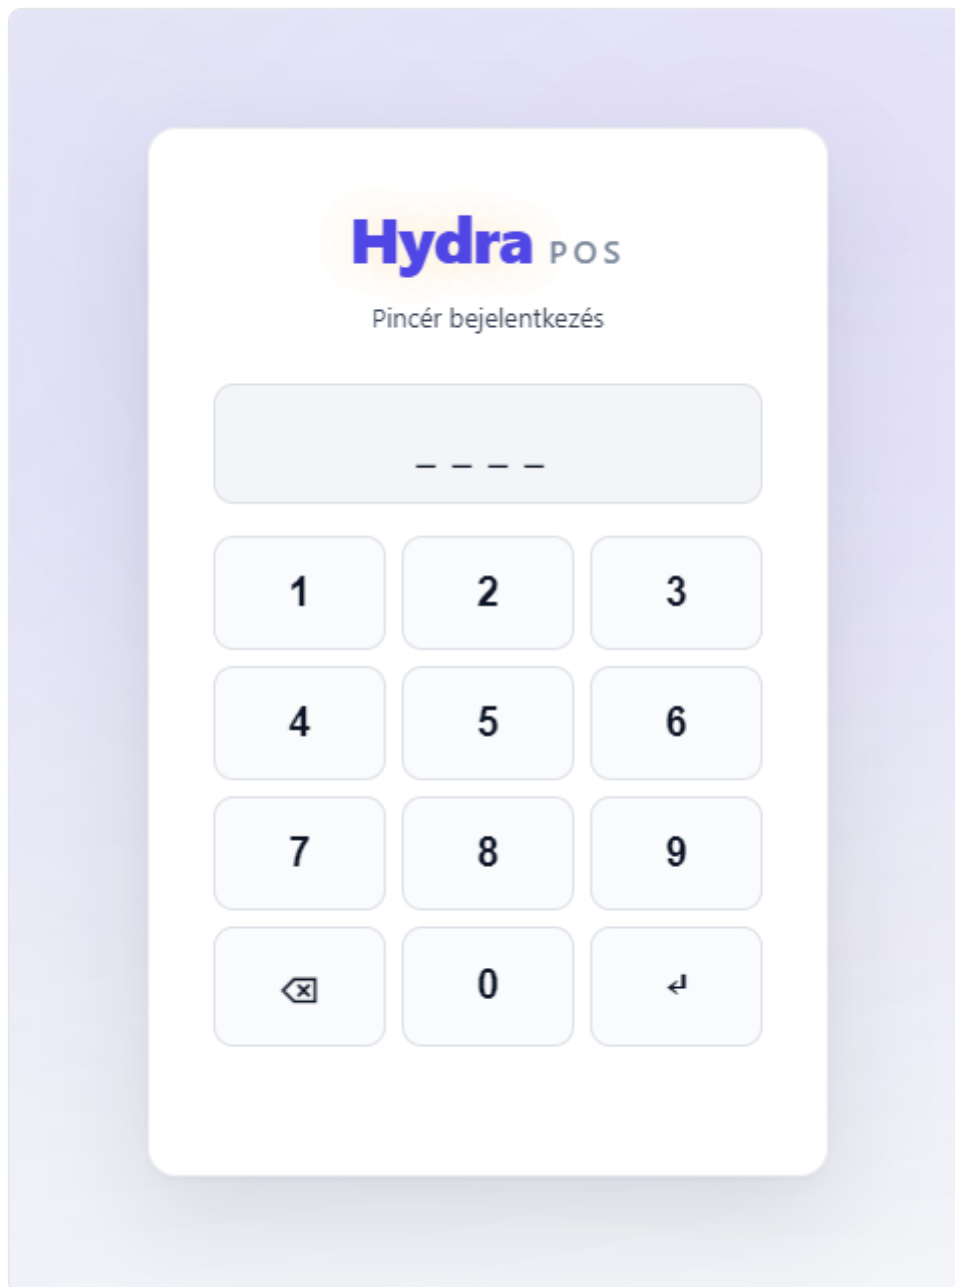 Hydra POS
Pincér bejelentkezés
_ _ _ _
1 2 3
4 5 6
7 8 9
⌫ 0 ↵